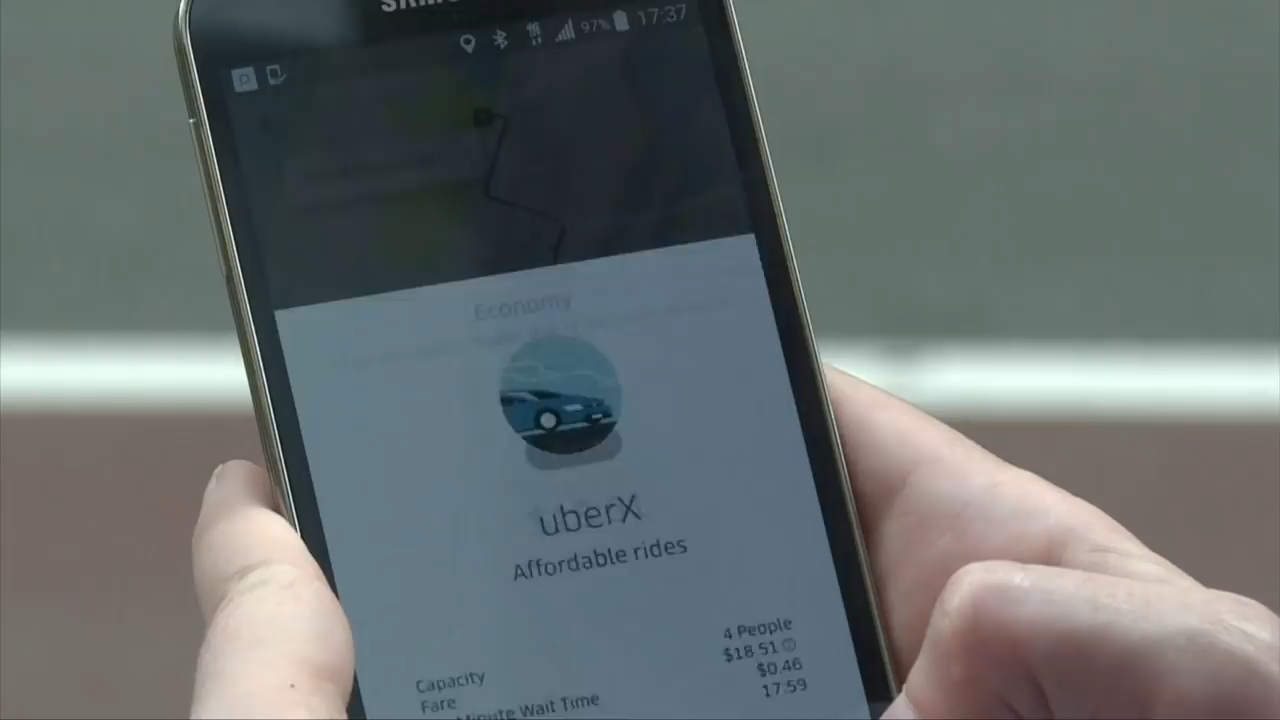 97% 17:37
Economy
uberX
Affordable rides
Capacity 4 People
Fare $18.51
Minute Wait Time $0.46
17:59